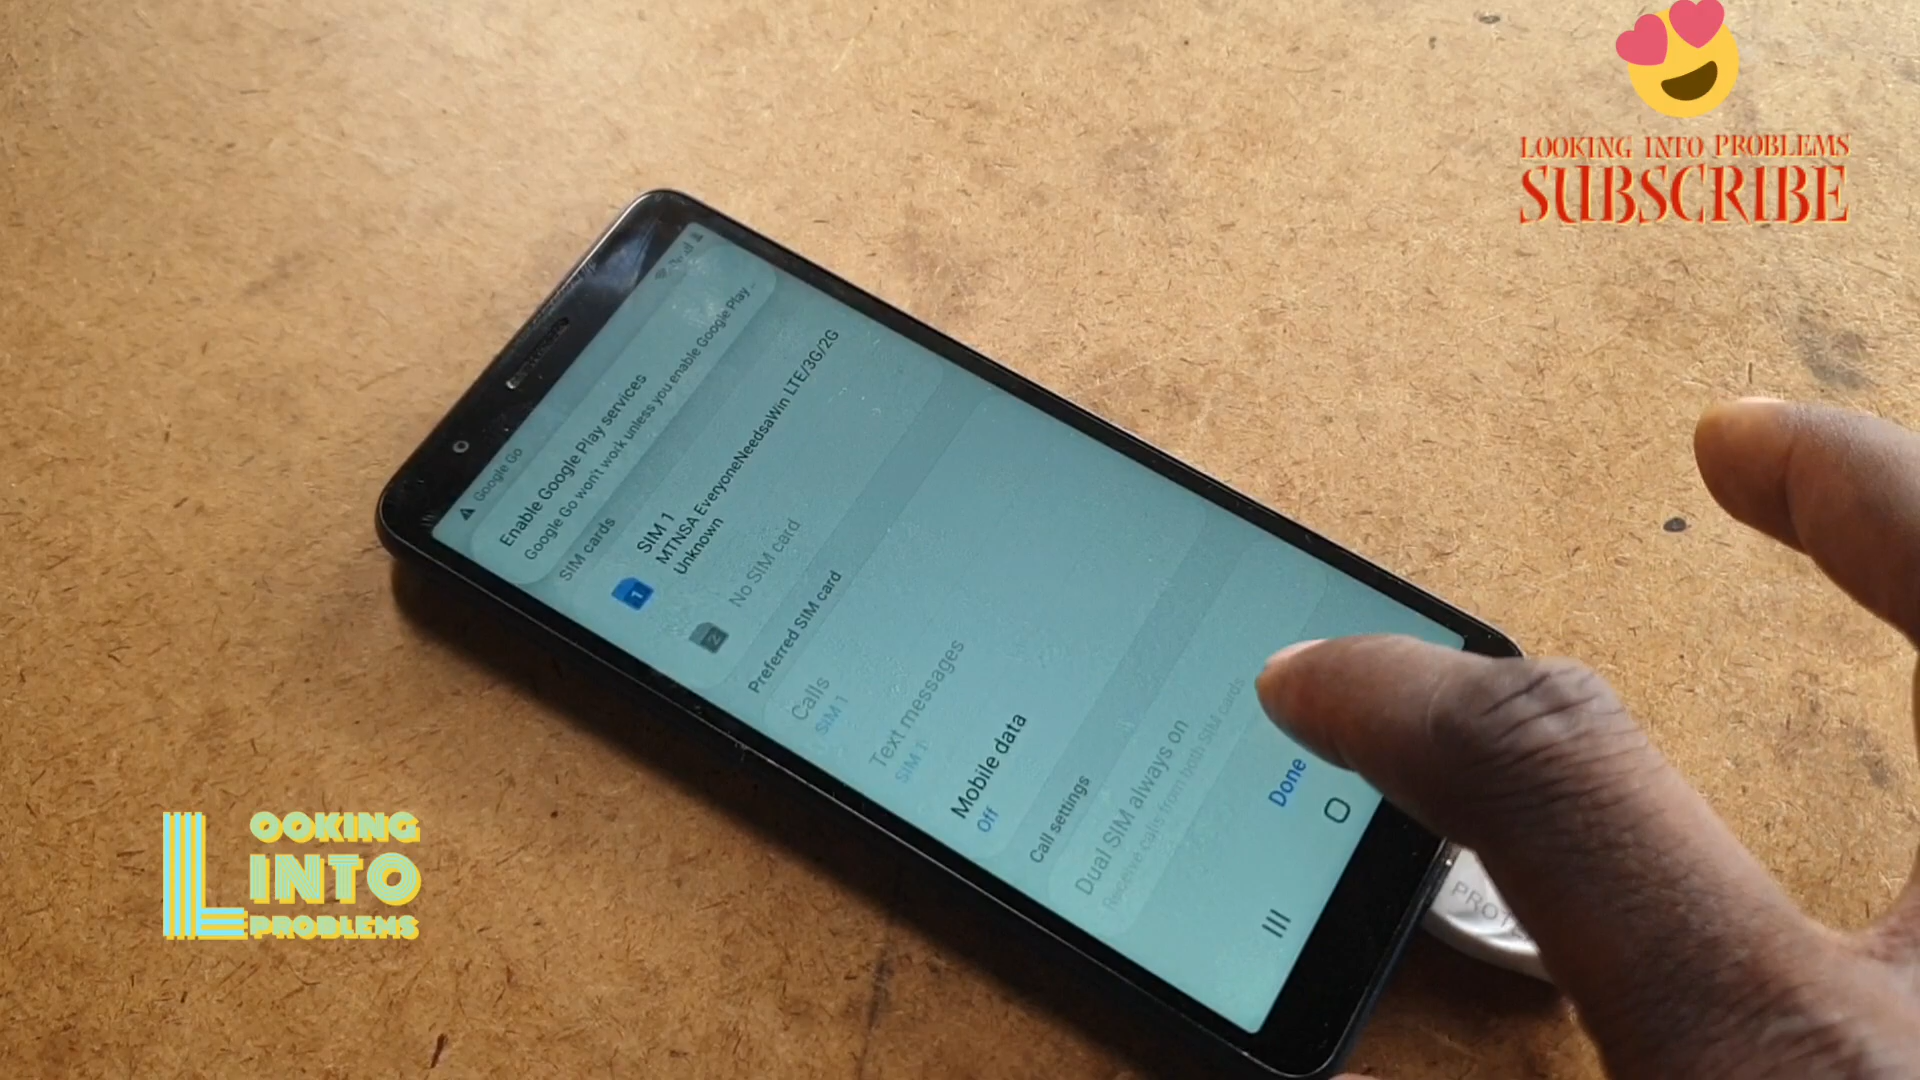 LOOKING INTO PROBLEMS
SUBSCRIBE
Google Go
Enable Google Play services
Google Go won't work unless you enable Google Play
SIM cards
SIM 1
MTNSA EveryoneNeedsaWin LTE/3G/2G
Unknown
1
No SIM card
2
Preferred SIM card
Calls
SIM 1
Text messages
SIM 1
Mobile data
Off
Call settings
Dual SIM always on
Receive calls from both SIM cards
Done
LOOKING
INTO
PROBLEMS